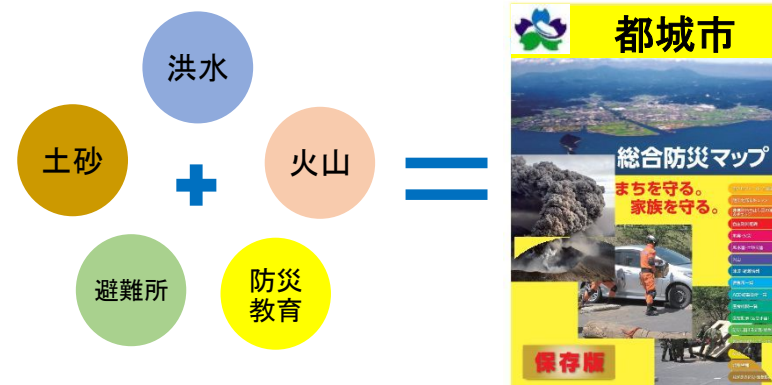 洪水
土砂
火山
避難所
防災
教育
都城市
総合防災マップ
まちを守る。
家族を守る。
保存版